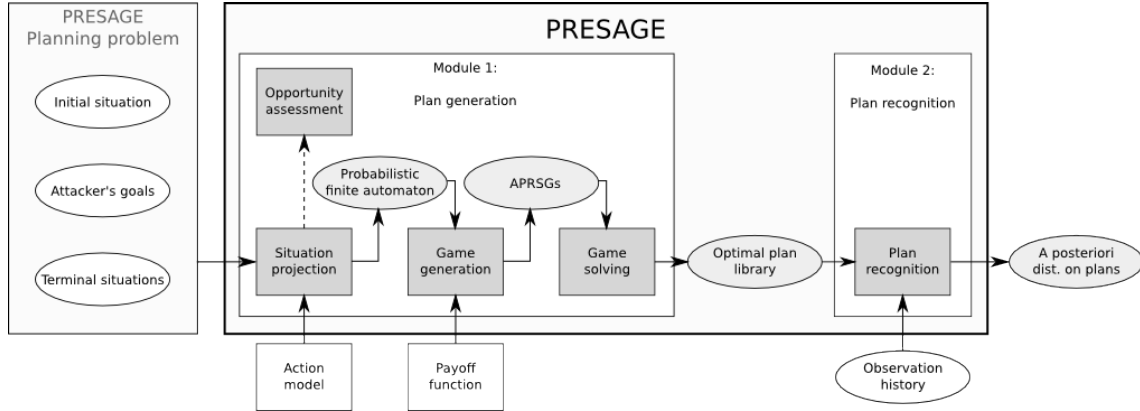 PRESAGE
Planning problem
Initial situation
Attacker's goals
Terminal situations
PRESAGE
Module 1:
Plan generation
Opportunity
assessment
Probabilistic
finite automaton
APRSGs
Situation
projection
Game
generation
Game
solving
Action
model
Payoff
function
Optimal plan
library
Module 2:
Plan recognition
Plan
recognition
Observation
history
A posteriori
dist. on plans